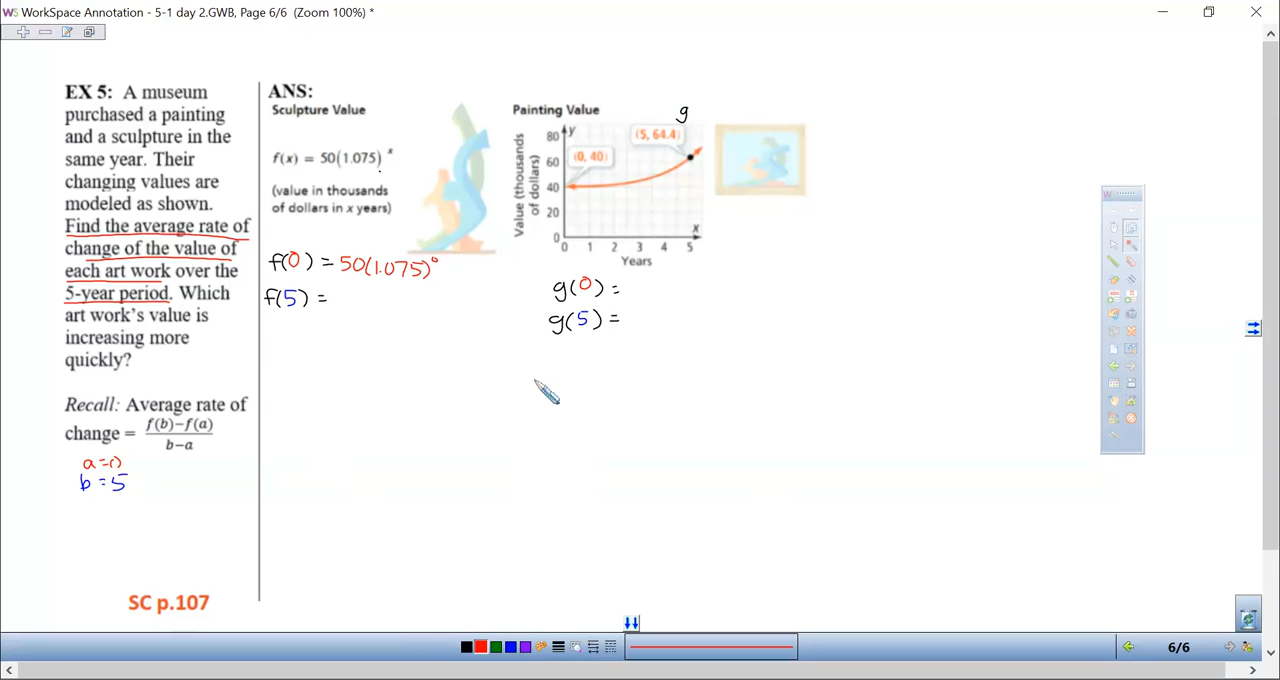 WS WorkSpace Annotation - 5-1 day 2.GWB, Page 6/6 (Zoom 100%) *
EX 5: A museum
purchased a painting
and a sculpture in the
same year. Their
changing values are
modeled as shown.
Find the average rate of
change of the value of
each art work over the
5-year period. Which
art work's value is
increasing more
quickly?
Recall: Average rate of
change = f(b)−f(a)
b−a
a = 0
b = 5
SC p.107
ANS:
Sculpture Value
f(x) = 50(1.075) x
(value in thousands
of dollars in x years)
f(0) = 50(1.075)⁰
f(5) =
Painting Value
g
Value (thousands
of dollars)
80
60
40
20
0
y
(5, 64.4)
(0, 40)
x
0 1 2 3 4 5
Years
g(0) =
g(5) =
W
6/6